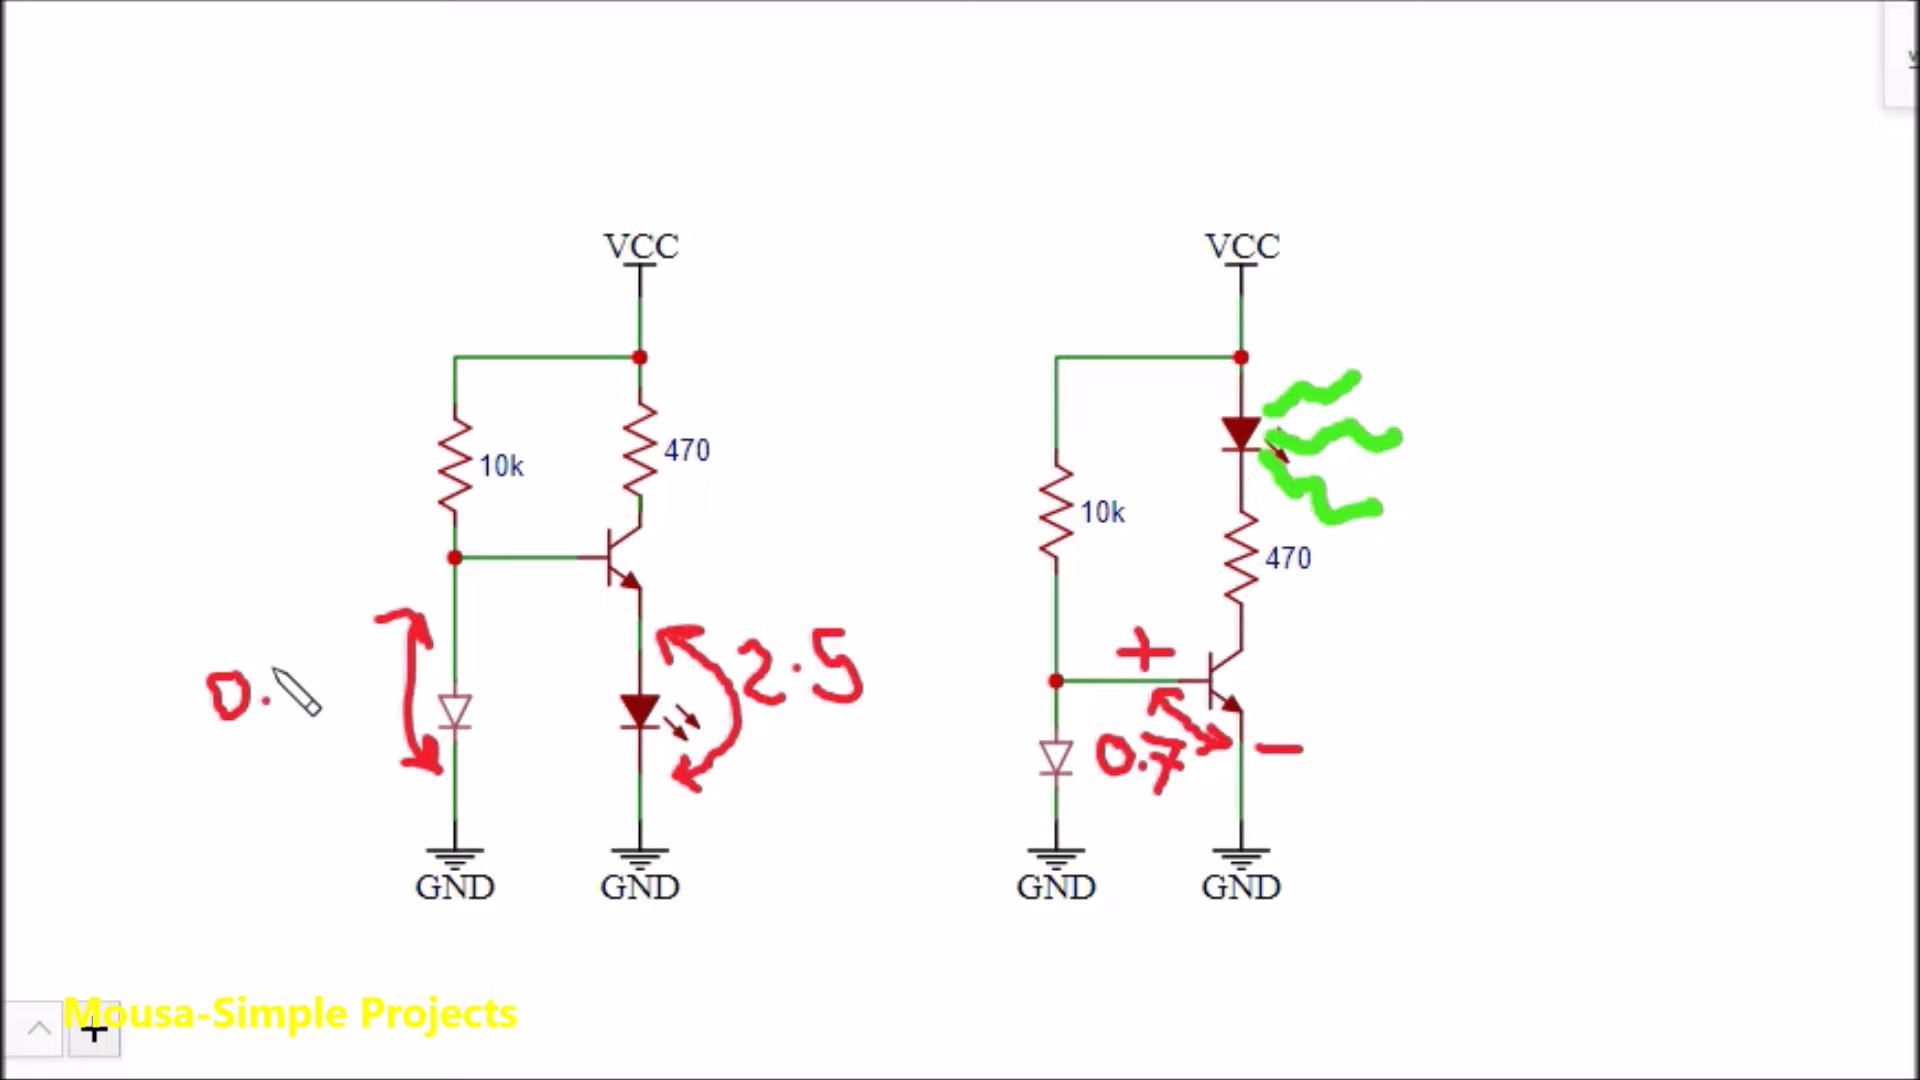 VCC
VCC
10k
470
10k
470
0.
2.5
+
0.7
-
GND
GND
GND
GND
Mousa-Simple Projects